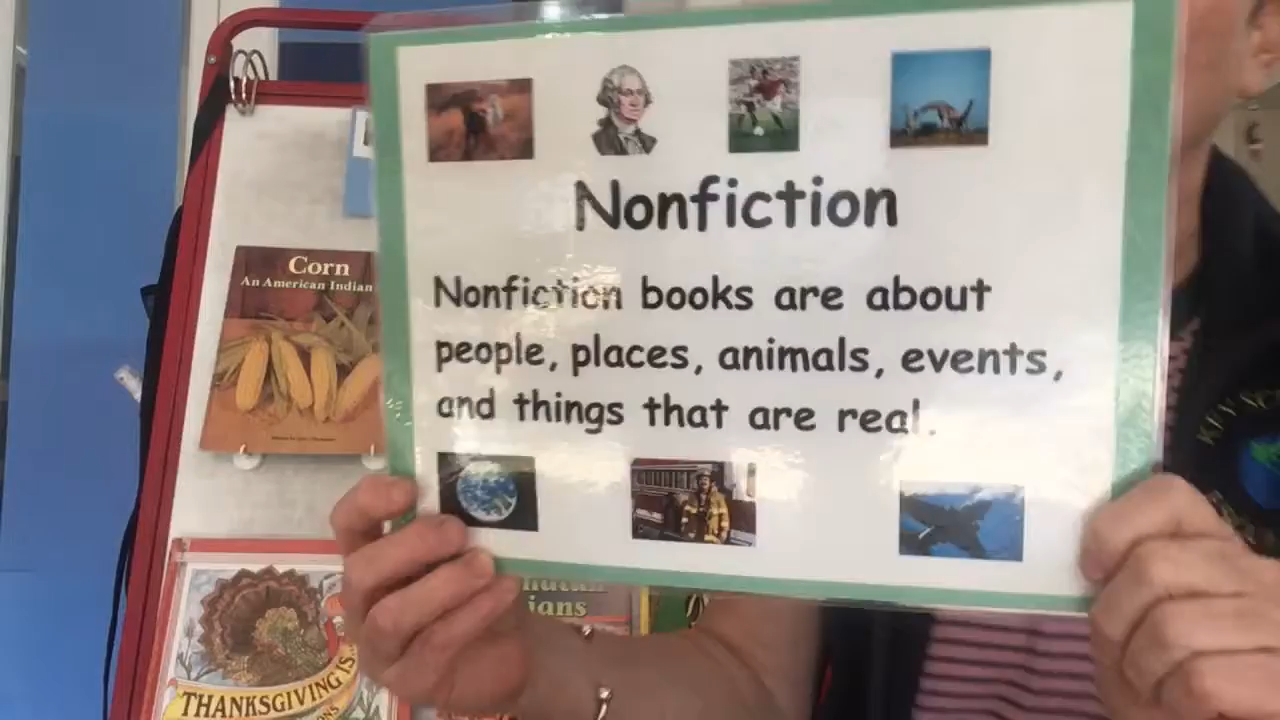 Nonfiction
Nonfiction books are about
people, places, animals, events,
and things that are real.
Corn
An American Indian
THANKSGIVING IS...
ians